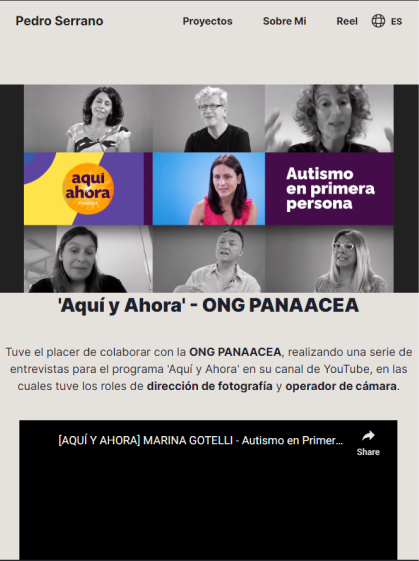 Pedro Serrano
Proyectos
Sobre Mi
Reel
ES
aquí
ahora
Autismo
en primera
persona
'Aquí y Ahora' - ONG PANAACEA
Tuve el placer de colaborar con la ONG PANAACEA, realizando una serie de
entrevistas para el programa 'Aquí y Ahora' en su canal de YouTube, en las
cuales tuve los roles de dirección de fotografía y operador de cámara.
[AQUÍ Y AHORA] MARINA GOTELLI - Autismo en Primer...
Share